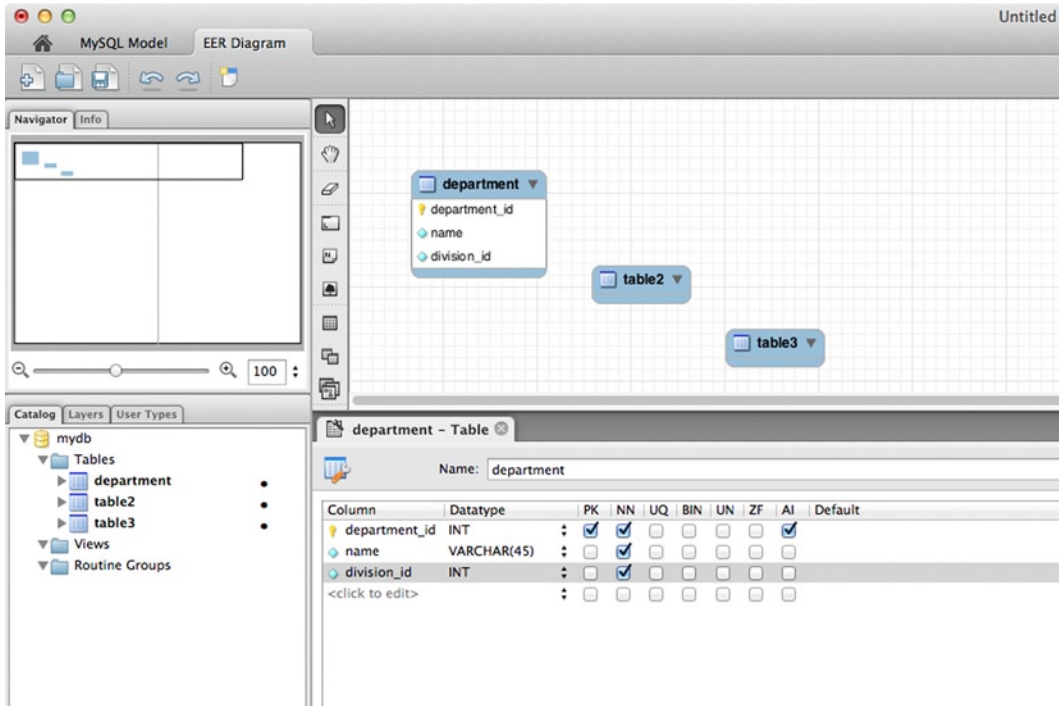 Untitled
MySQL Model
EER Diagram
Navigator
Info
department
department_id
name
division_id
table2
table3
100
Catalog
Layers
User Types
mydb
Tables
department
table2
table3
Views
Routine Groups
department – Table
Name: department
Column Datatype PK NN UQ BIN UN ZF AI Default
department_id INT
name VARCHAR(45)
division_id INT
<click to edit>